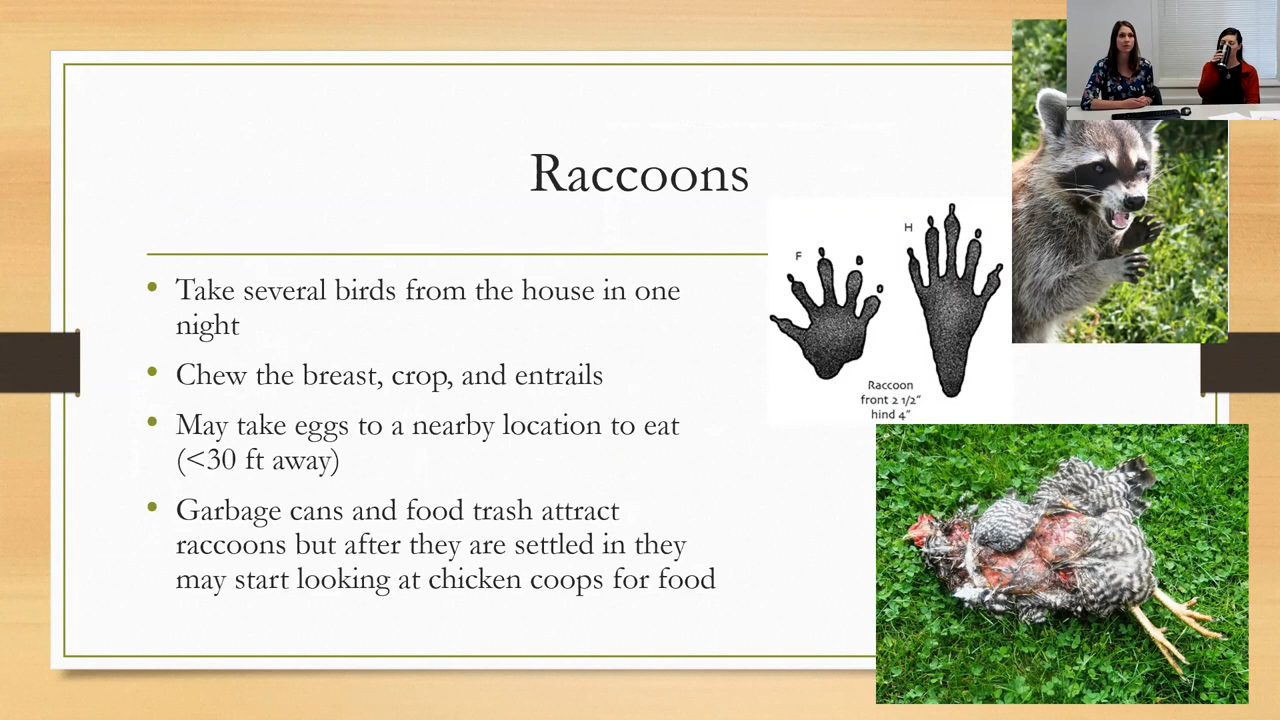 Raccoons
• Take several birds from the house in one
night
• Chew the breast, crop, and entrails
• May take eggs to a nearby location to eat
(<30 ft away)
• Garbage cans and food trash attract
raccoons but after they are settled in they
may start looking at chicken coops for food
F
H
Raccoon
front 2 1/2"
hind 4"